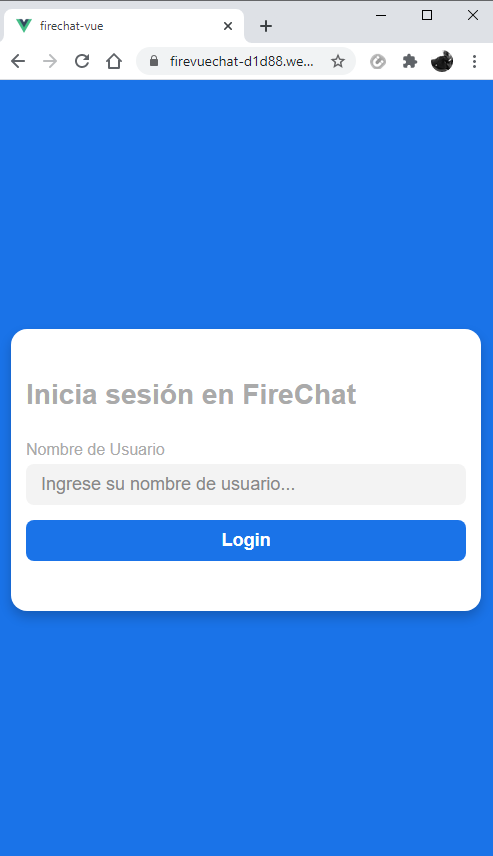 firechat-vue
firevuechat-d1d88.we...
Inicia sesión en FireChat
Nombre de Usuario
Ingrese su nombre de usuario...
Login